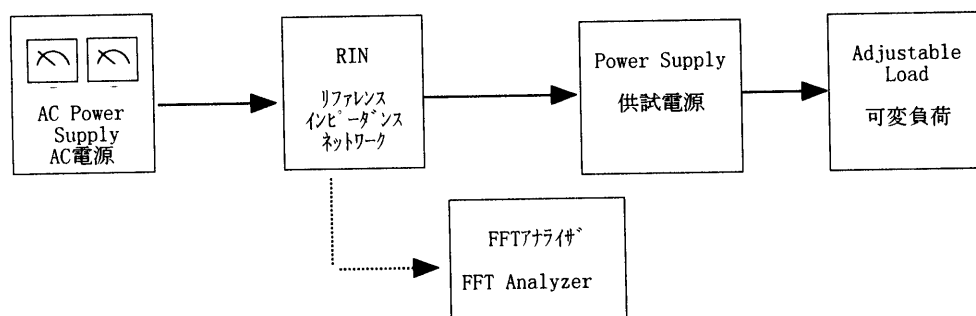 AC Power
Supply
AC電源
RIN
リファレンス
インピーダンス
ネットワーク
Power Supply
供試電源
Adjustable
Load
可変負荷
FFTアナライザ
FFT Analyzer